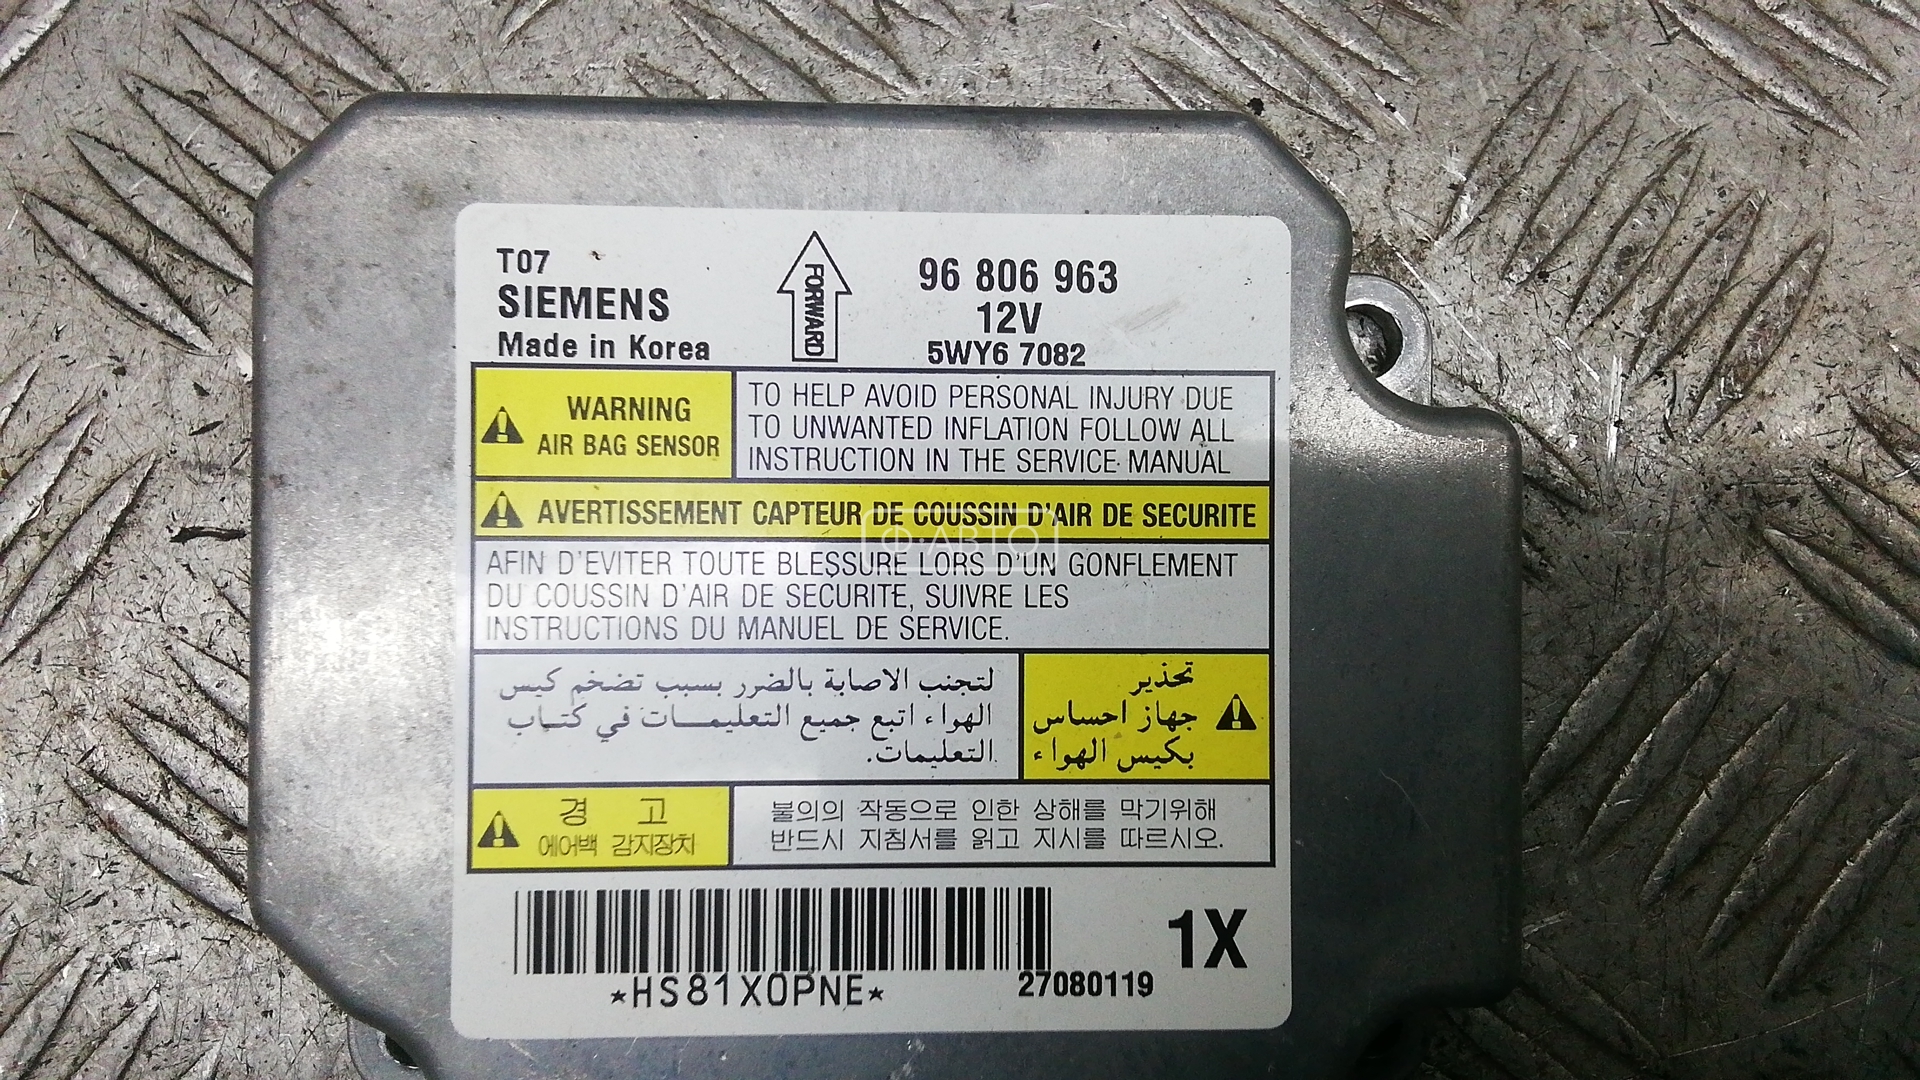 T07
SIEMENS
Made in Korea
FORWARD
96 806 963
12V
5WY6 7082
WARNING
AIR BAG SENSOR
TO HELP AVOID PERSONAL INJURY DUE
TO UNWANTED INFLATION FOLLOW ALL
INSTRUCTION IN THE SERVICE MANUAL
AVERTISSEMENT CAPTEUR DE COUSSIN D'AIR DE SECURITE
Ф·АВТО
AFIN D'EVITER TOUTE BLESSURE LORS D'UN GONFLEMENT
DU COUSSIN D'AIR DE SECURITE, SUIVRE LES
INSTRUCTIONS DU MANUEL DE SERVICE.
تحذير
جهاز احساس
بكيس الهواء
لتجنب الاصابة بالضرر بسبب تضخم كيس
الهواء اتبع جميع التعليمـــات في كتـاب
التعليمات.
경 고
에어백 감지장치
불의의 작동으로 인한 상해를 막기위해
반드시 지침서를 읽고 지시를 따르시오.
*HS81X0PNE*
27080119
1X